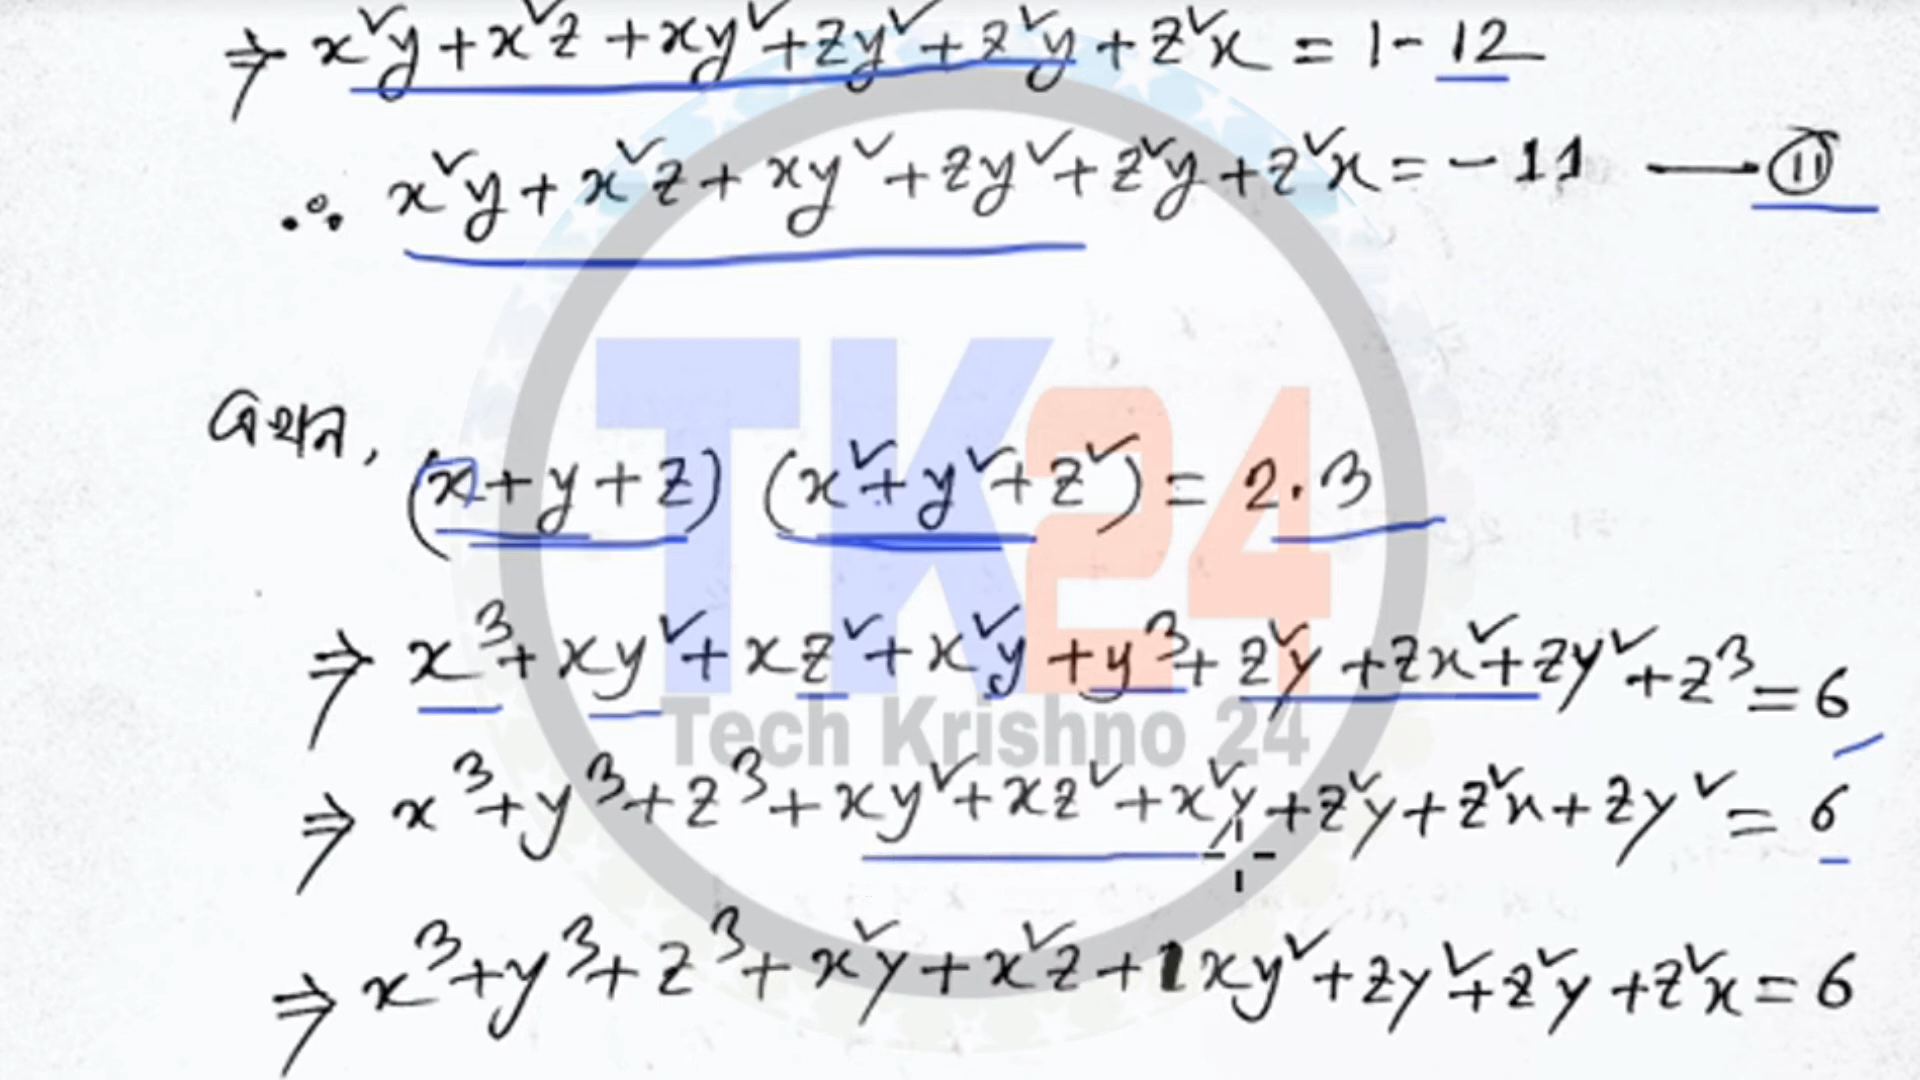 ⇒ x²y + x²z + xy² + zy² + z²y + z²x = 1 - 12
∴ x²y + x²z + xy² + zy² + z²y + z²x = -11 — ⑪
এখন, (x + y + z) (x² + y² + z²) = 2.3
⇒ x³ + xy² + xz² + x²y + y³ + z²y + zx² + zy² + z³ = 6
⇒ x³ + y³ + z³ + xy² + xz² + x²y + z²y + z²x + zy² = 6
⇒ x³ + y³ + z³ + x²y + x²z + 1xy² + zy² + z²y + z²x = 6
TK24
Tech Krishno 24